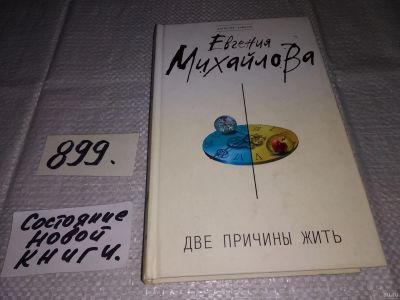 Евгения
Михайлова
ДВЕ ПРИЧИНЫ ЖИТЬ
899.
Состояние
новой
книги.